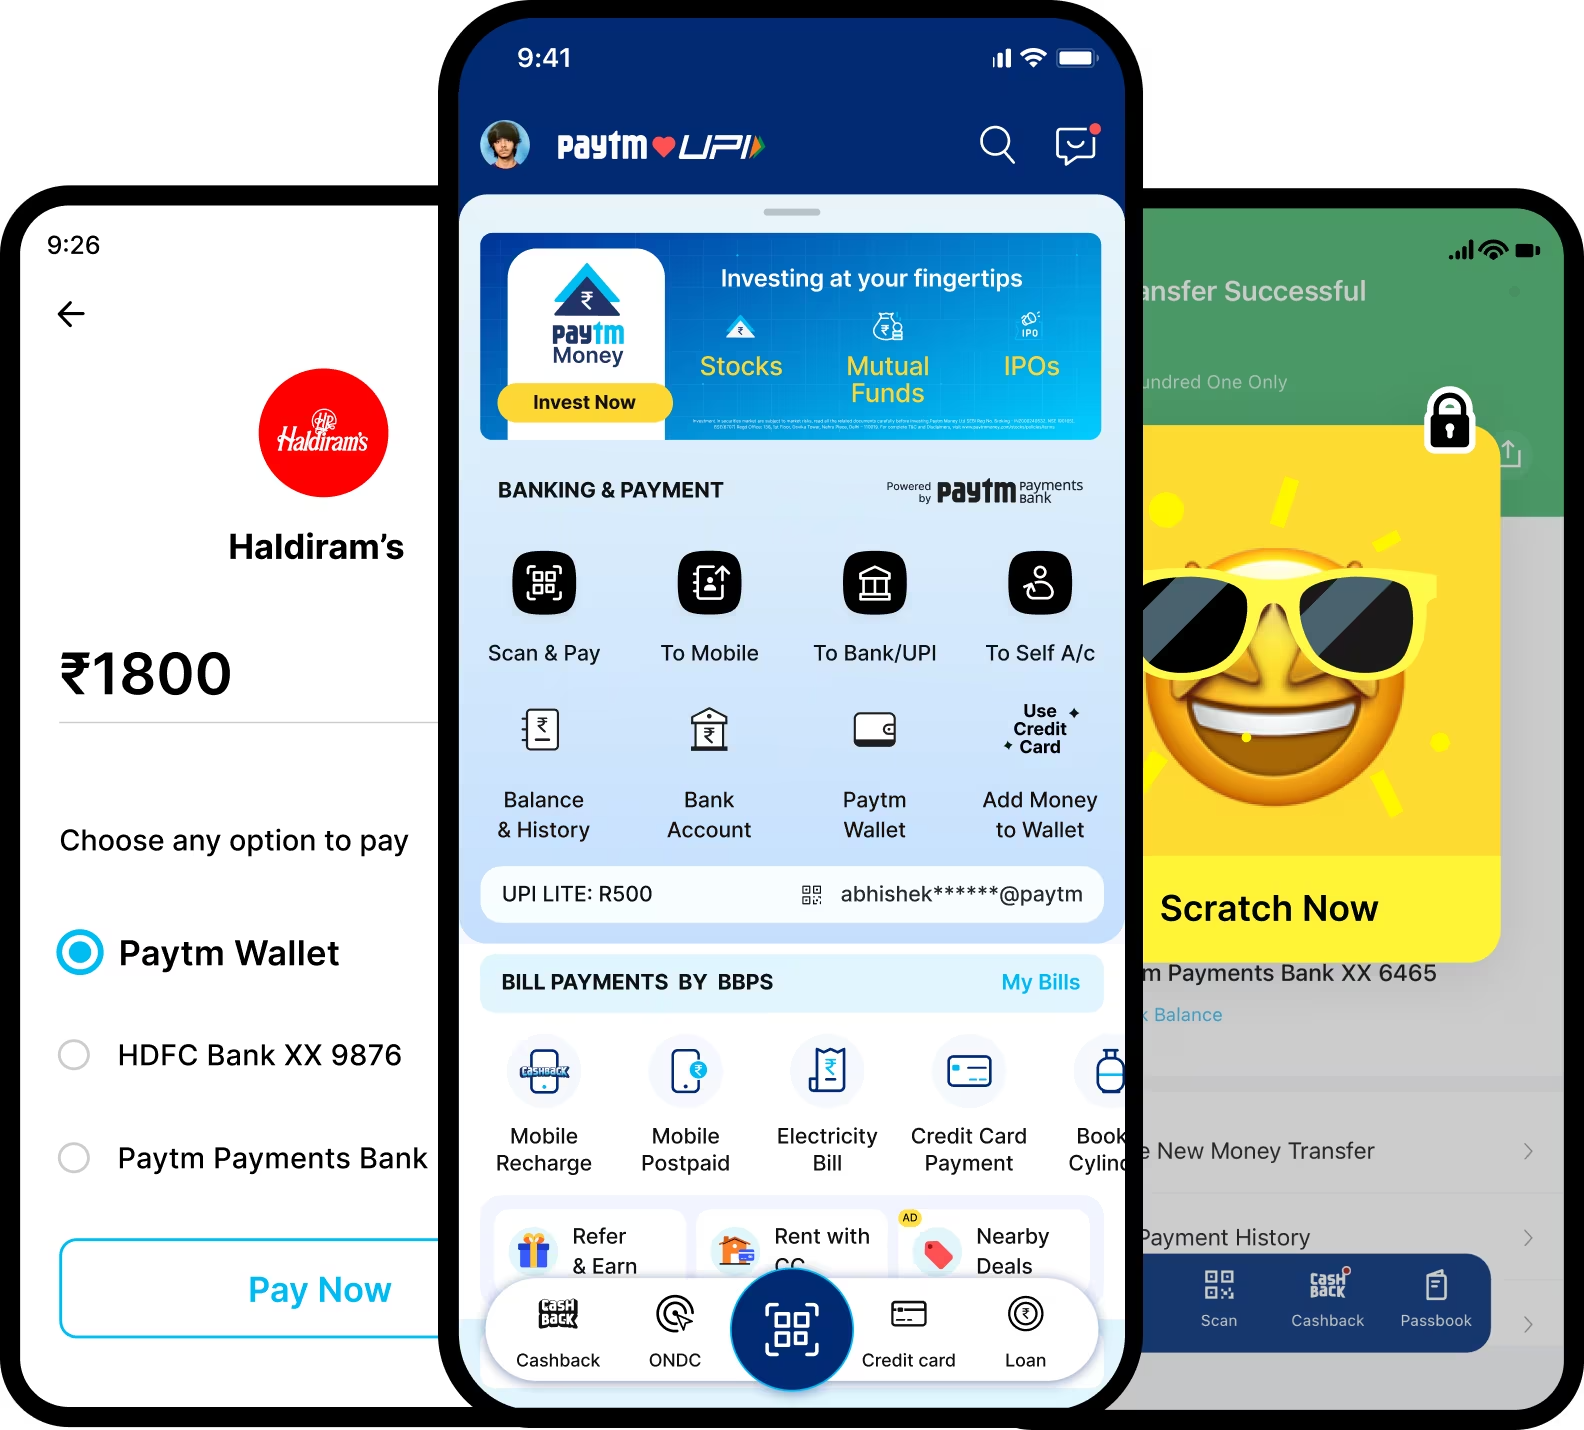 9:26
HR
Haldiram's
Haldiram's
₹1800
Choose any option to pay
Paytm Wallet
HDFC Bank XX 9876
Paytm Payments Bank
Pay Now
9:41
paytm UPI
₹
paytm
Money
Invest Now
Investing at your fingertips
₹
₹
IPO
Stocks
Mutual
Funds
IPOs
BANKING & PAYMENT
Powered
by
paytm
Payments
Bank
Scan & Pay
To Mobile
To Bank/UPI
To Self A/c
₹
₹
Use
Credit
Card
Balance
& History
Bank
Account
Paytm
Wallet
Add Money
to Wallet
UPI LITE: R500
abhishek******@paytm
BILL PAYMENTS BY BBPS
My Bills
CASHBACK
₹
₹
Mobile
Recharge
Mobile
Postpaid
Electricity
Bill
Credit Card
Payment
Book
Cylin
Refer
& Earn
Rent with
CC
AD
Nearby
Deals
CASH
BACK
₹
Cashback
ONDC
Credit card
Loan
ansfer Successful
undred One Only
Scratch Now
m Payments Bank XX 6465
k Balance
e New Money Transfer
Payment History
CASH
BACK
Scan
Cashback
Passbook